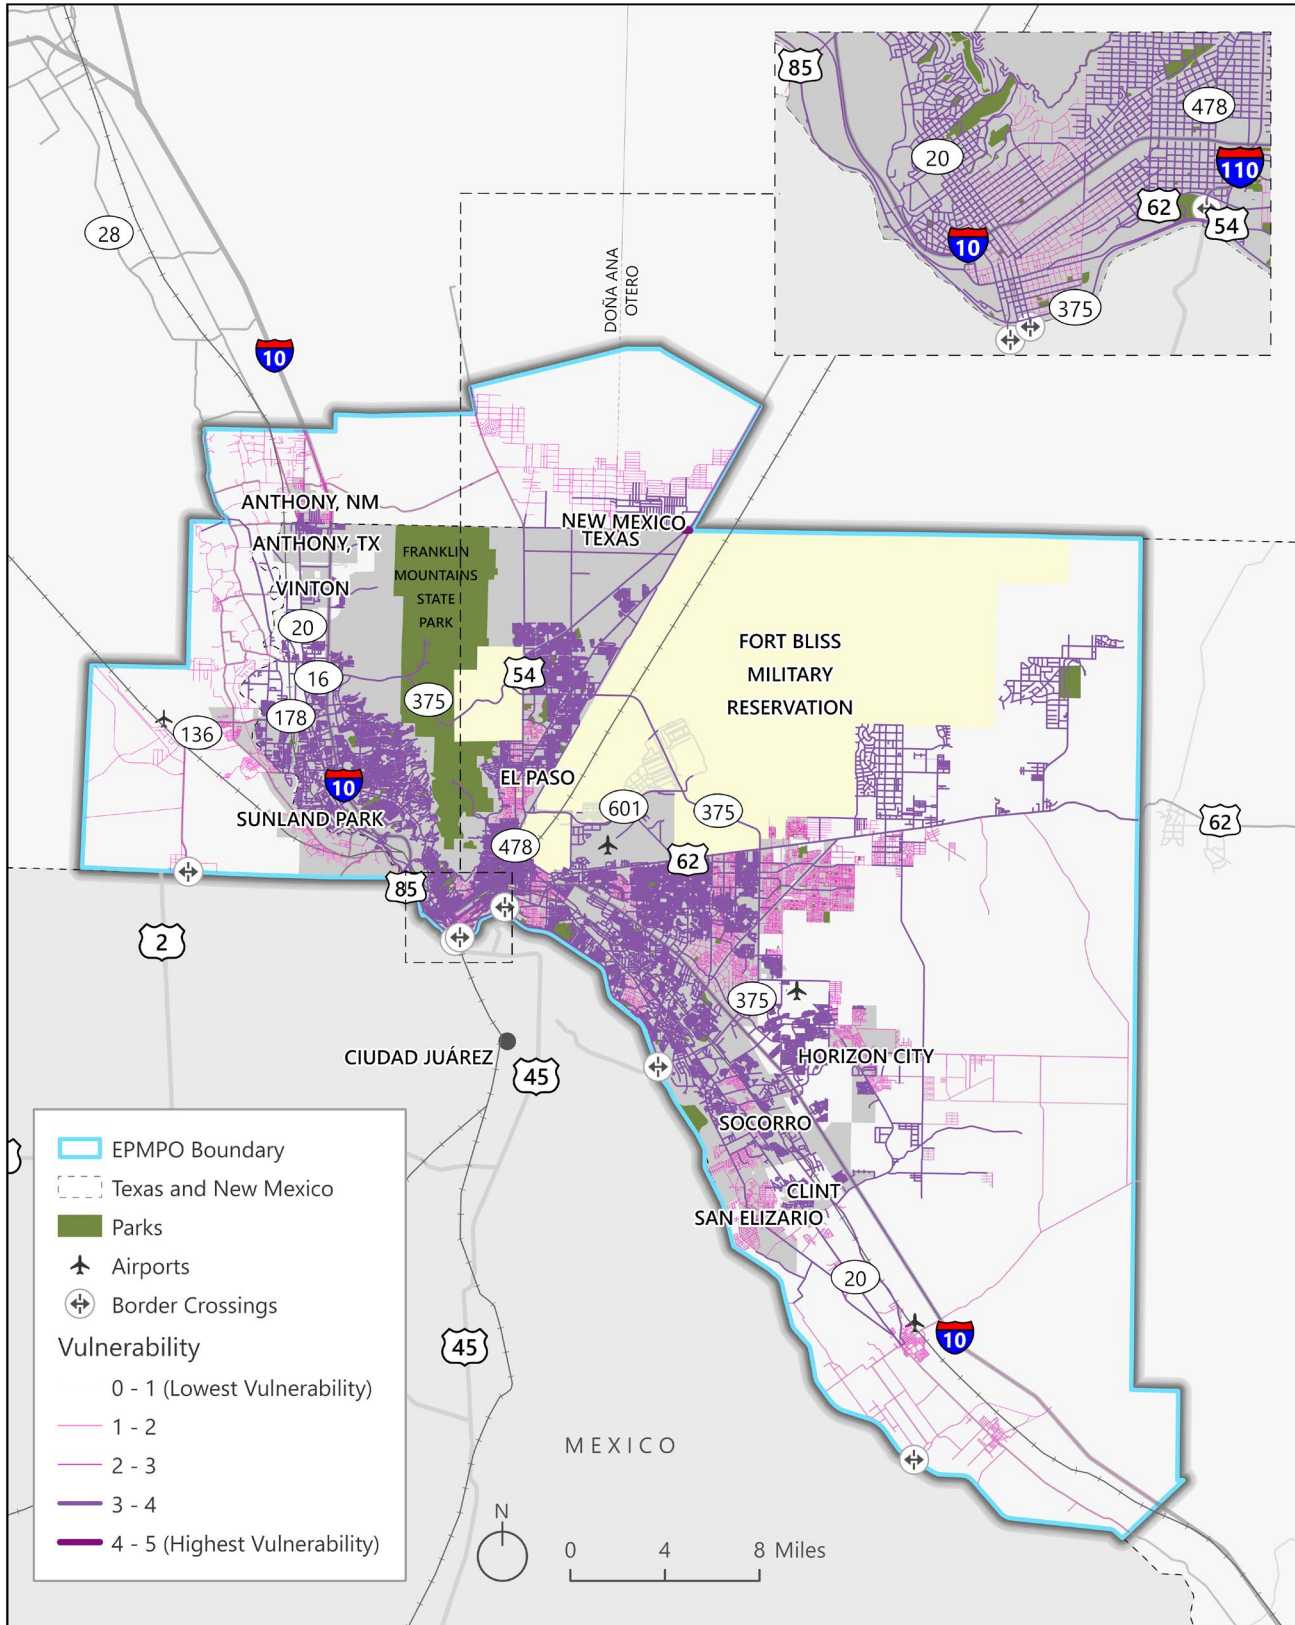 85
478
20
110
62
54
10
375
28
DOÑA ANA
OTERO
10
ANTHONY, NM
NEW MEXICO
TEXAS
ANTHONY, TX
FRANKLIN
MOUNTAINS
STATE
PARK
VINTON
20
FORT BLISS
MILITARY
RESERVATION
16
54
375
178
136
10
EL PASO
601
375
SUNLAND PARK
62
478
62
85
2
375
CIUDAD JUÁREZ
45
HORIZON CITY
SOCORRO
CLINT
SAN ELIZARIO
20
10
45
MEXICO
EPMPO Boundary
Texas and New Mexico
Parks
Airports
Border Crossings
Vulnerability
0 - 1 (Lowest Vulnerability)
1 - 2
2 - 3
3 - 4
4 - 5 (Highest Vulnerability)
N
0 4 8 Miles